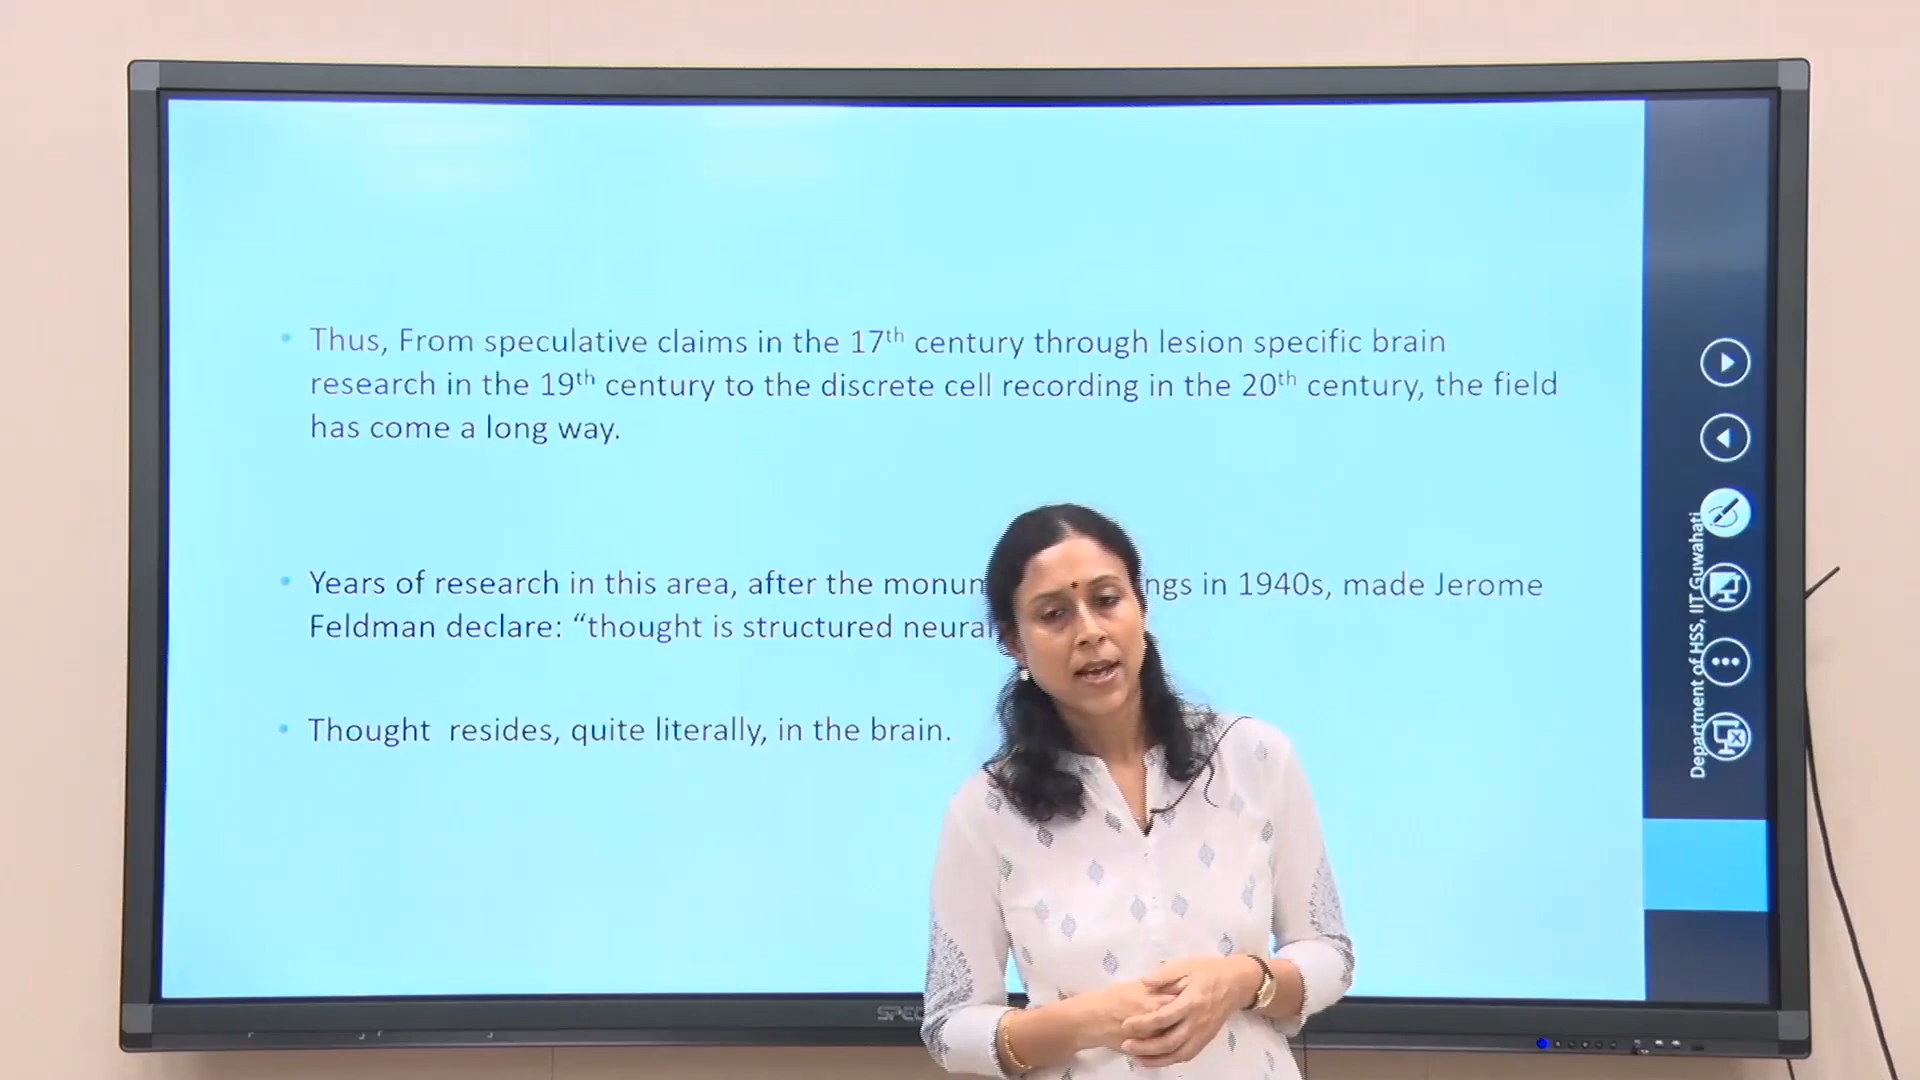 Thus, From speculative claims in the 17th century through lesion specific brain
research in the 19th century to the discrete cell recording in the 20th century, the field
has come a long way.
Years of research in this area, after the in 1940s, made Jerome
Feldman declare: “thought is structured
Thought resides, quite literally, in the brain.
Department of HSS, IIT Guwahati